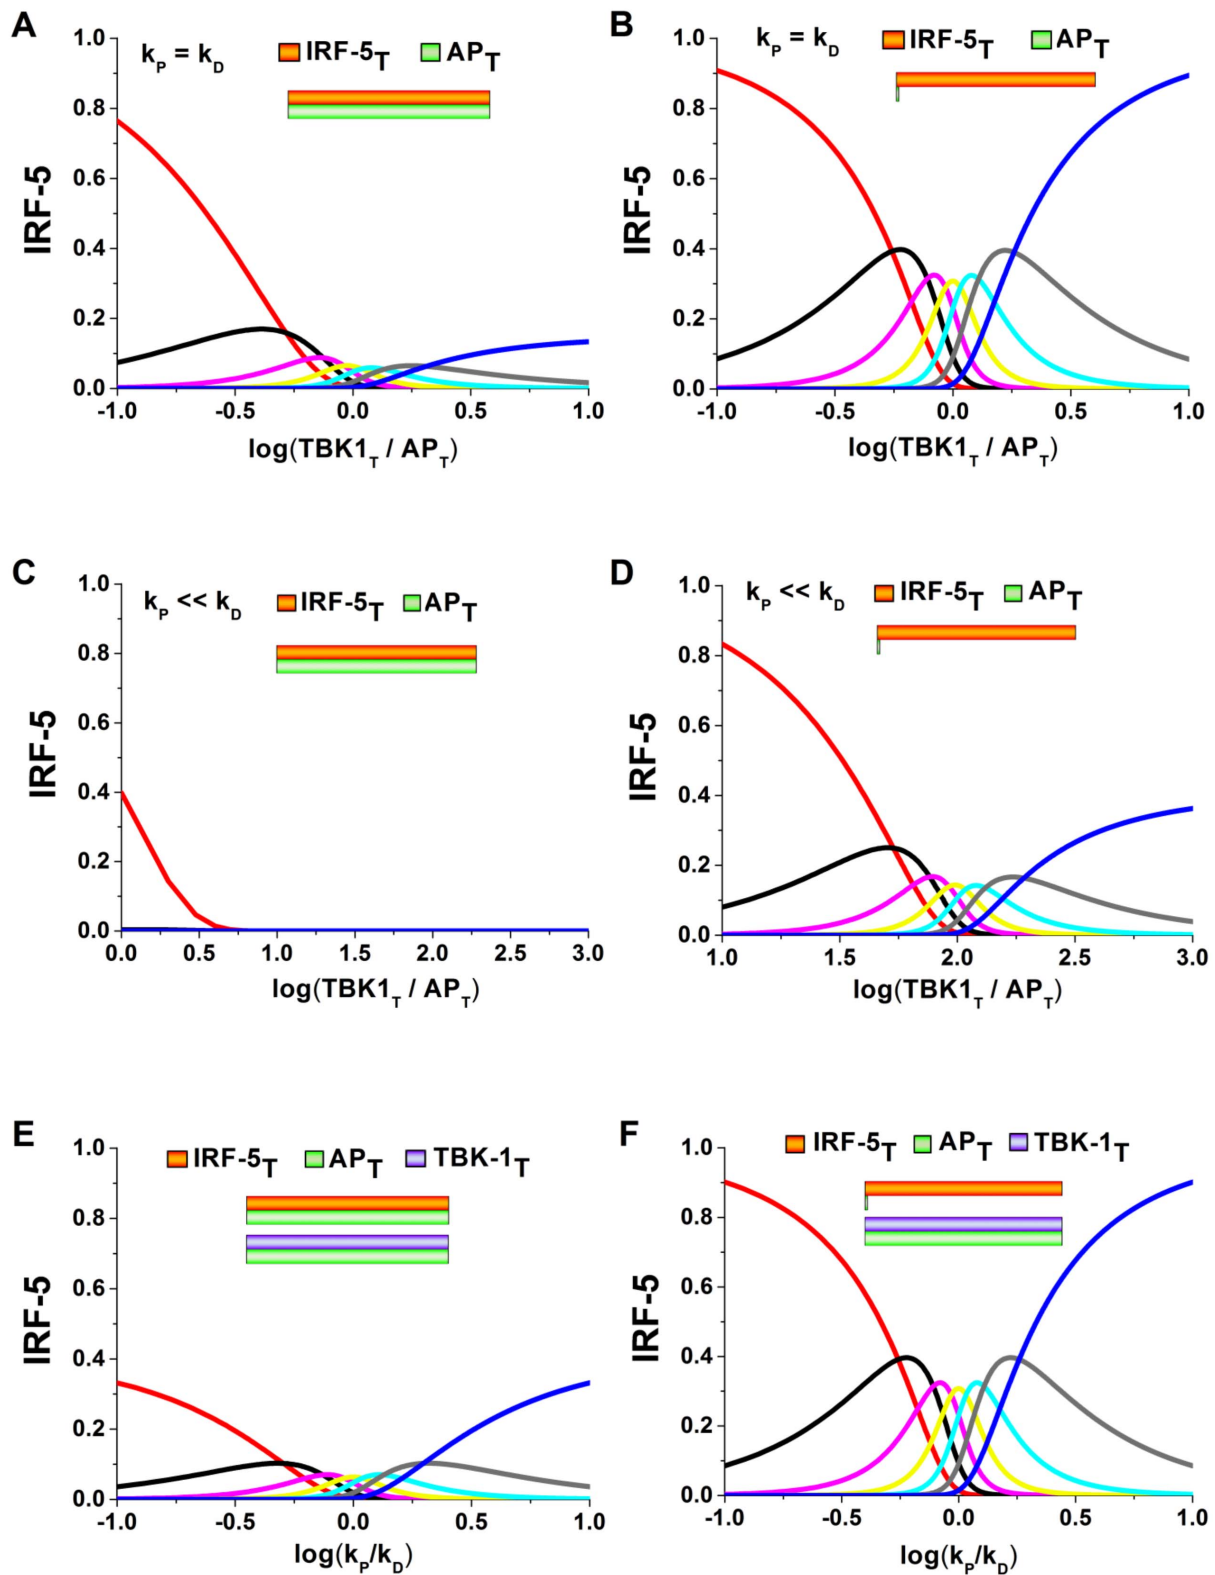 A
k_P = k_D
IRF-5_T AP_T
1.0
0.8
0.6
0.4
0.2
0.0
IRF-5
-1.0 -0.5 0.0 0.5 1.0
log(TBK1_T / AP_T)
B
k_P = k_D
IRF-5_T AP_T
1.0
0.8
0.6
0.4
0.2
0.0
IRF-5
-1.0 -0.5 0.0 0.5 1.0
log(TBK1_T / AP_T)
C
k_P << k_D
IRF-5_T AP_T
1.0
0.8
0.6
0.4
0.2
0.0
IRF-5
0.0 0.5 1.0 1.5 2.0 2.5 3.0
log(TBK1_T / AP_T)
D
k_P << k_D
IRF-5_T AP_T
1.0
0.8
0.6
0.4
0.2
0.0
IRF-5
1.0 1.5 2.0 2.5 3.0
log(TBK1_T / AP_T)
E
IRF-5_T AP_T TBK-1_T
1.0
0.8
0.6
0.4
0.2
0.0
IRF-5
-1.0 -0.5 0.0 0.5 1.0
log(k_P/k_D)
F
IRF-5_T AP_T TBK-1_T
1.0
0.8
0.6
0.4
0.2
0.0
IRF-5
-1.0 -0.5 0.0 0.5 1.0
log(k_P/k_D)